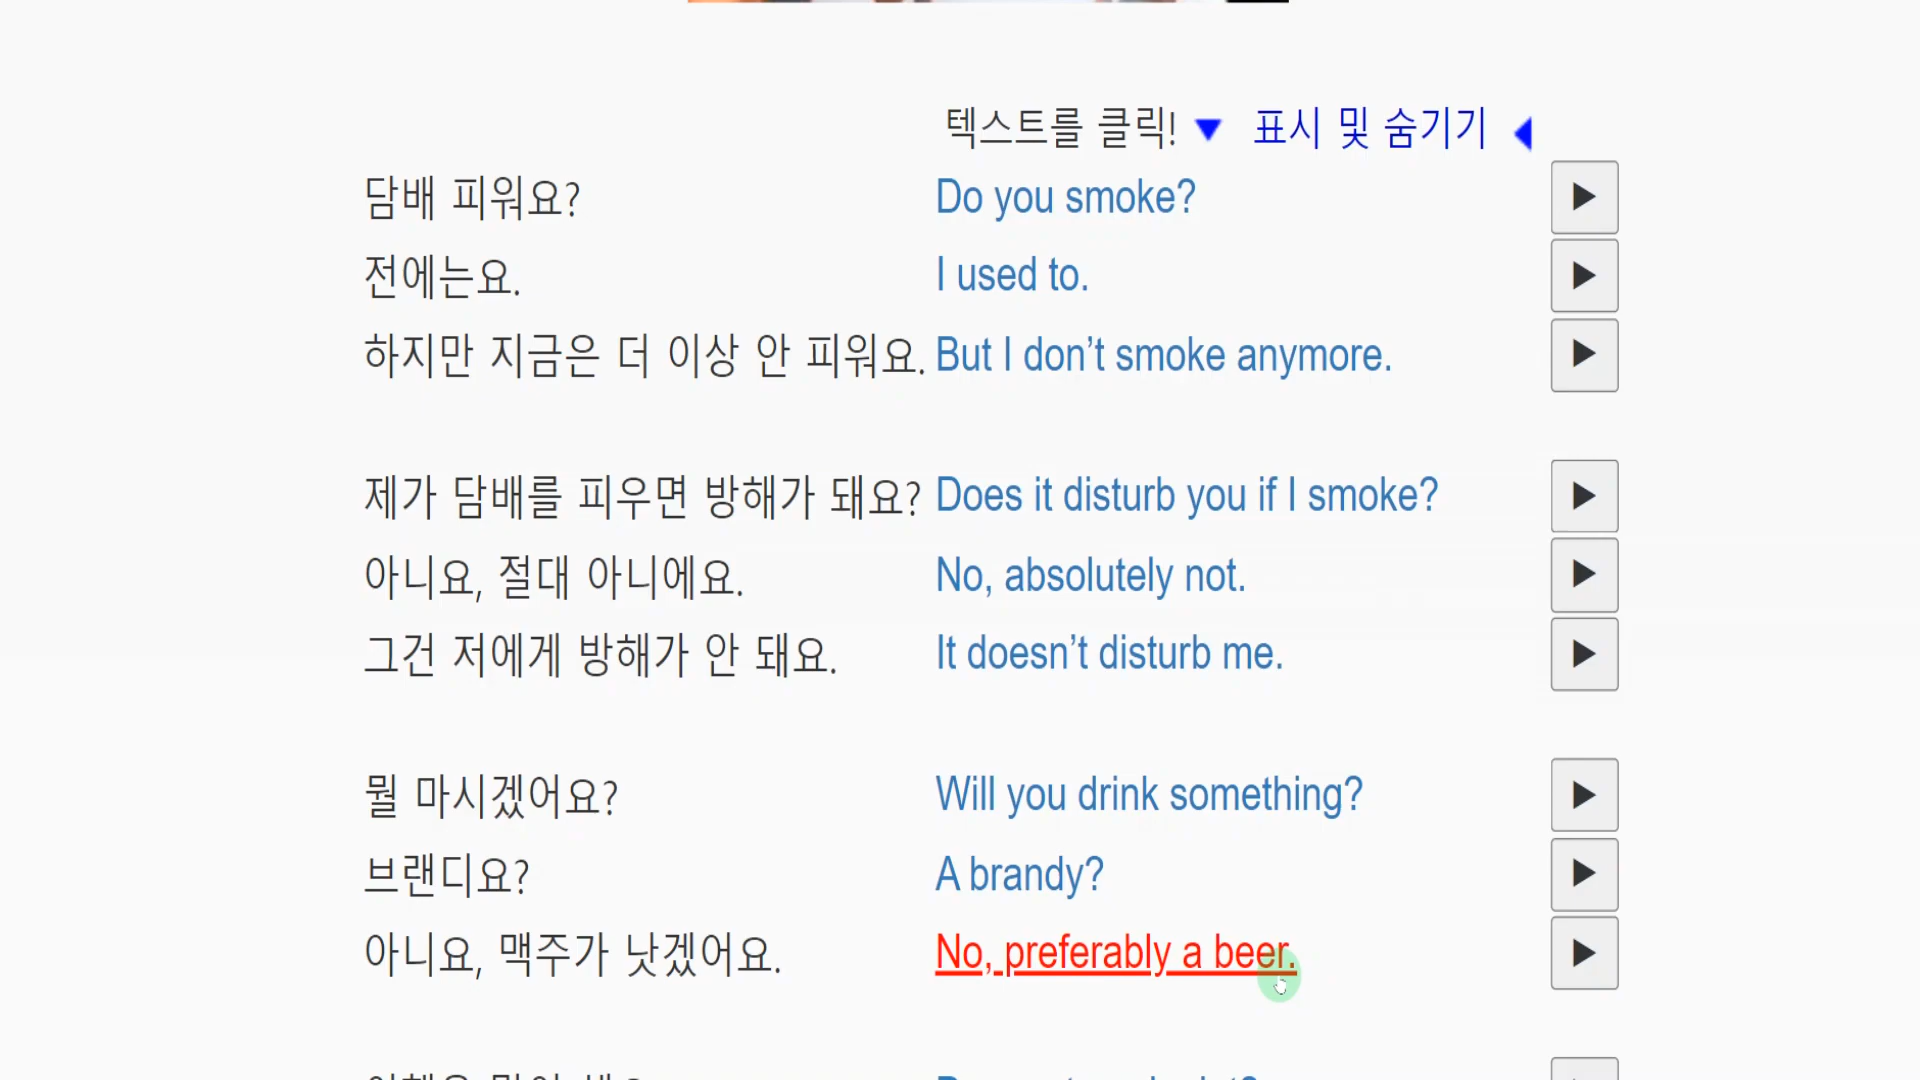 텍스트를 클릭! ▼ 표시 및 숨기기 ◀
담배 피워요? Do you smoke? ▶
전에는요. I used to. ▶
하지만 지금은 더 이상 안 피워요. But I don’t smoke anymore. ▶
제가 담배를 피우면 방해가 돼요? Does it disturb you if I smoke? ▶
아니요, 절대 아니에요. No, absolutely not. ▶
그건 저에게 방해가 안 돼요. It doesn’t disturb me. ▶
뭘 마시겠어요? Will you drink something? ▶
브랜디요? A brandy? ▶
아니요, 맥주가 낫겠어요. No, preferably a beer. ▶